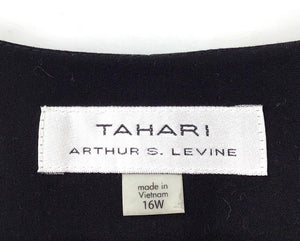 TAHARI
ARTHUR S. LEVINE
made in
Vietnam
16W